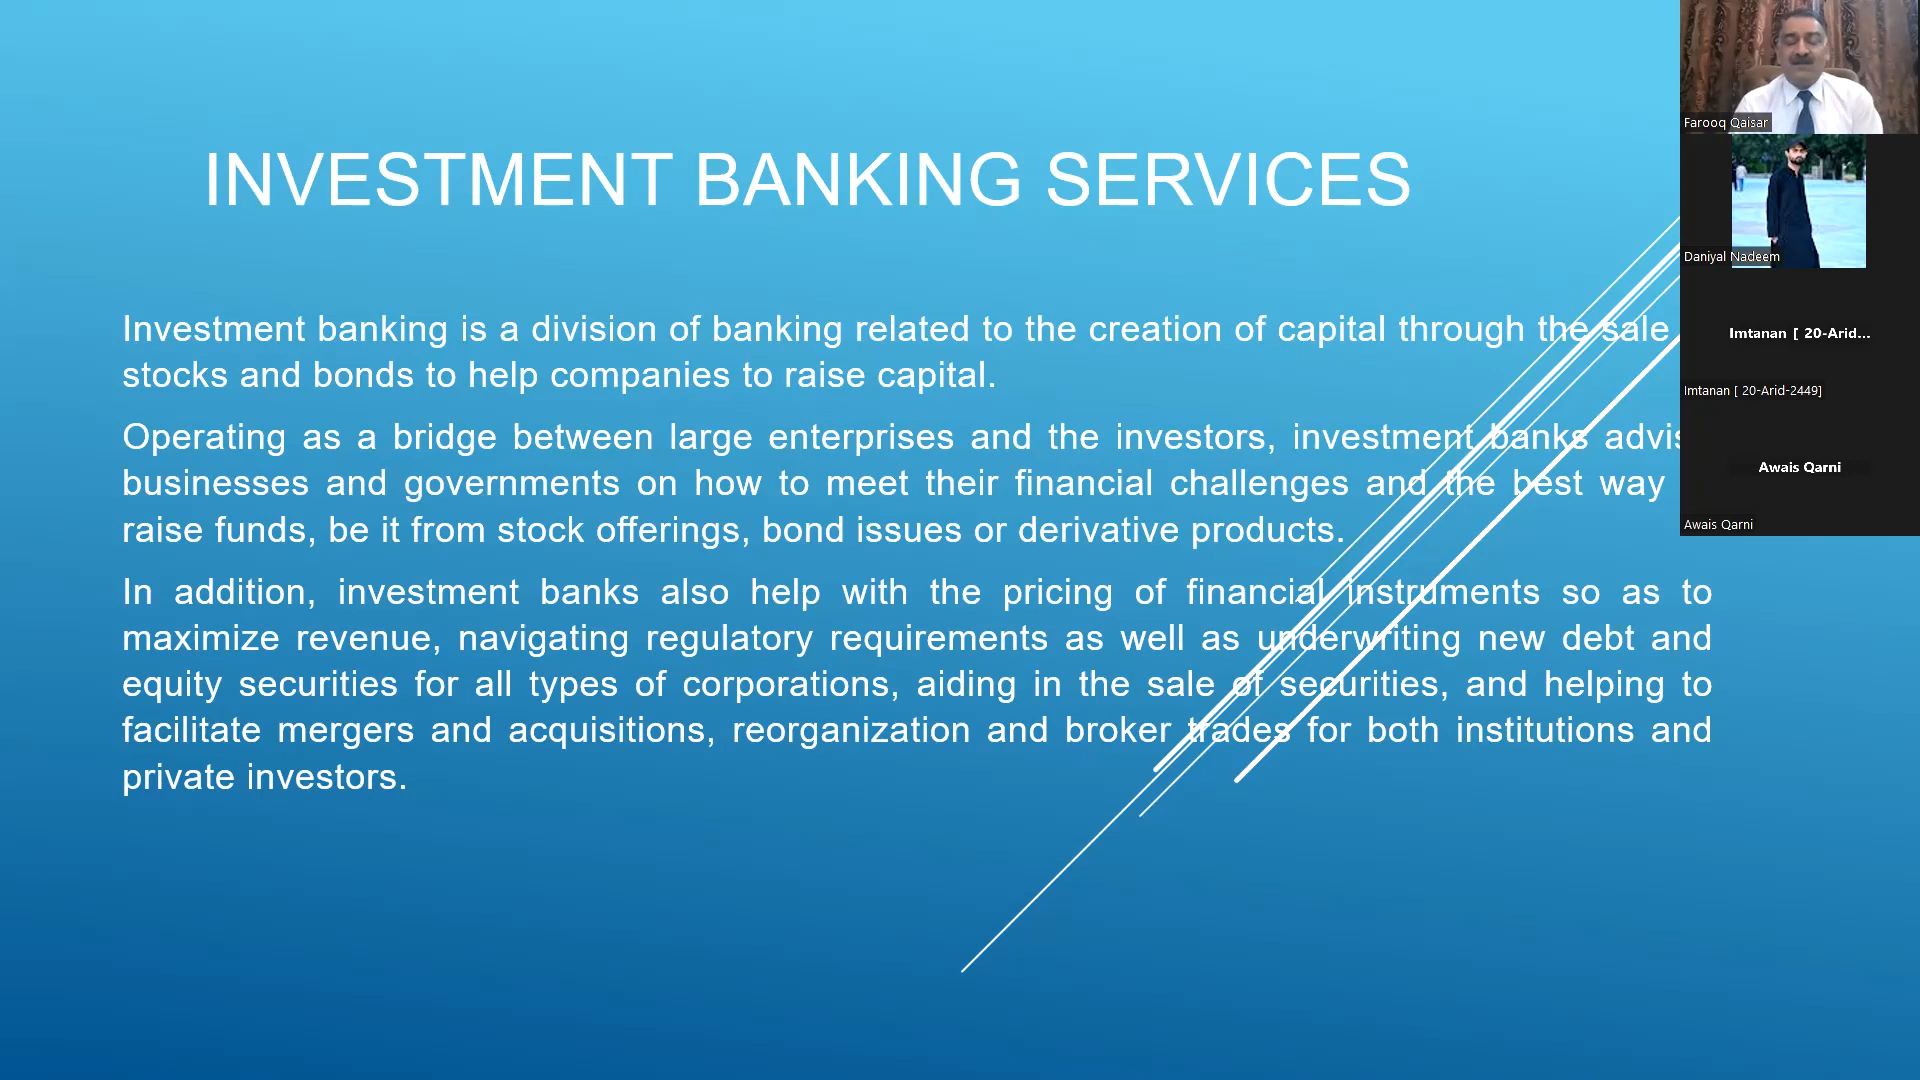 INVESTMENT BANKING SERVICES
Investment banking is a division of banking related to the creation of capital through the sale
stocks and bonds to help companies to raise capital.
Operating as a bridge between large enterprises and the investors, investment banks
businesses and governments on how to meet their financial challenges and the best way
raise funds, be it from stock offerings, bond issues or derivative products.
In addition, investment banks also help with the pricing of financial instruments so as to
maximize revenue, navigating regulatory requirements as well as underwriting new debt and
equity securities for all types of corporations, aiding in the sale of securities, and helping to
facilitate mergers and acquisitions, reorganization and broker trades for both institutions and
private investors.
Farooq Qaisar
Daniyal Nadeem
Imtanan [ 20-Arid...
Imtanan [ 20-Arid-2449]
Awais Qarni
Awais Qarni